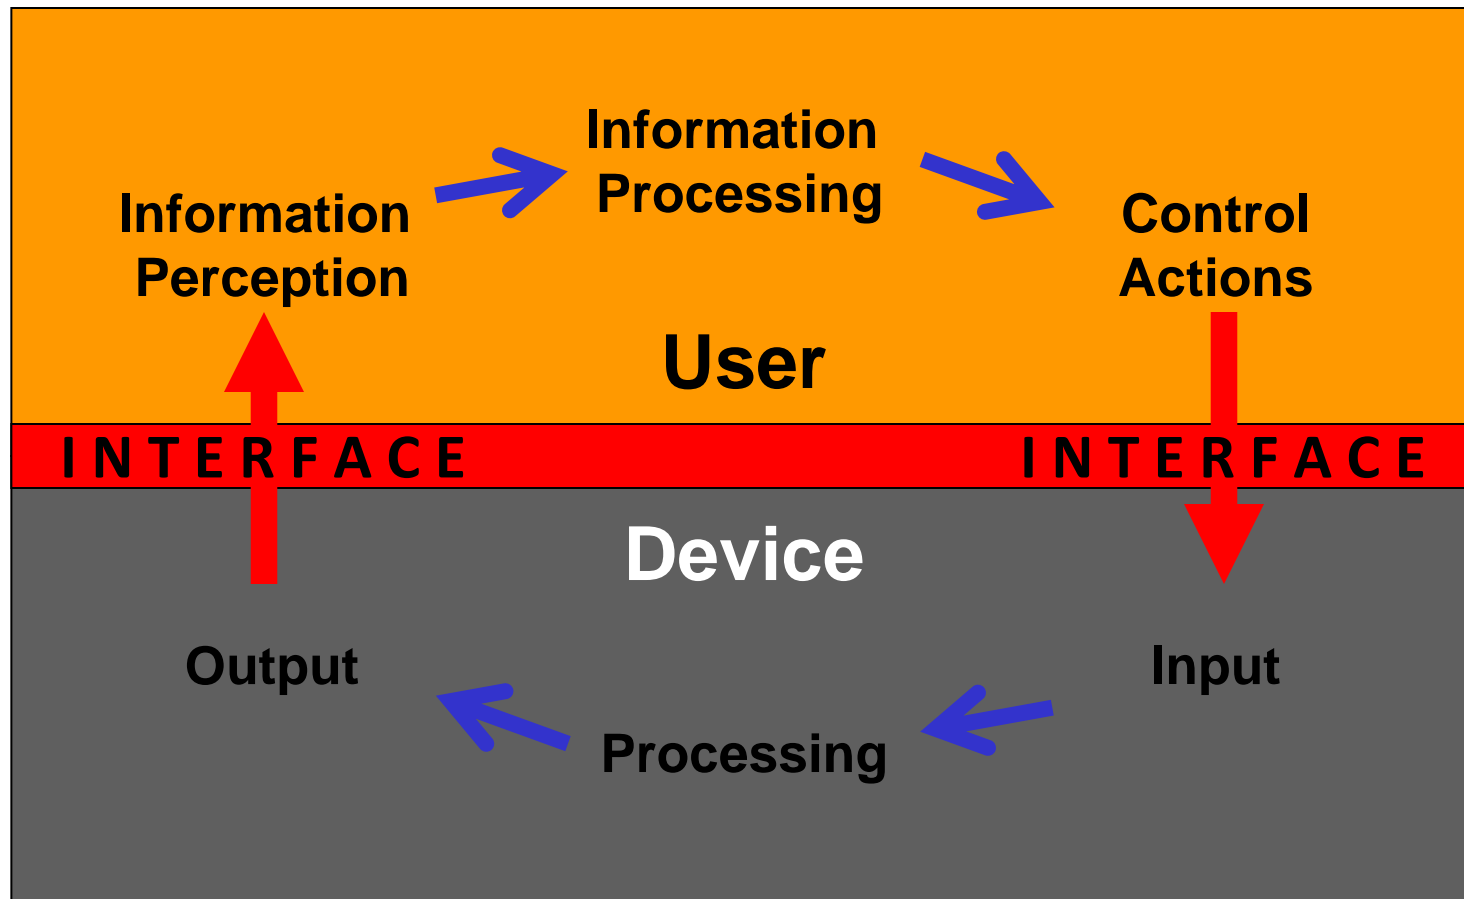 Information
Processing
Information
Perception
Control
Actions
User
INTERFACE
INTERFACE
Device
Output
Input
Processing